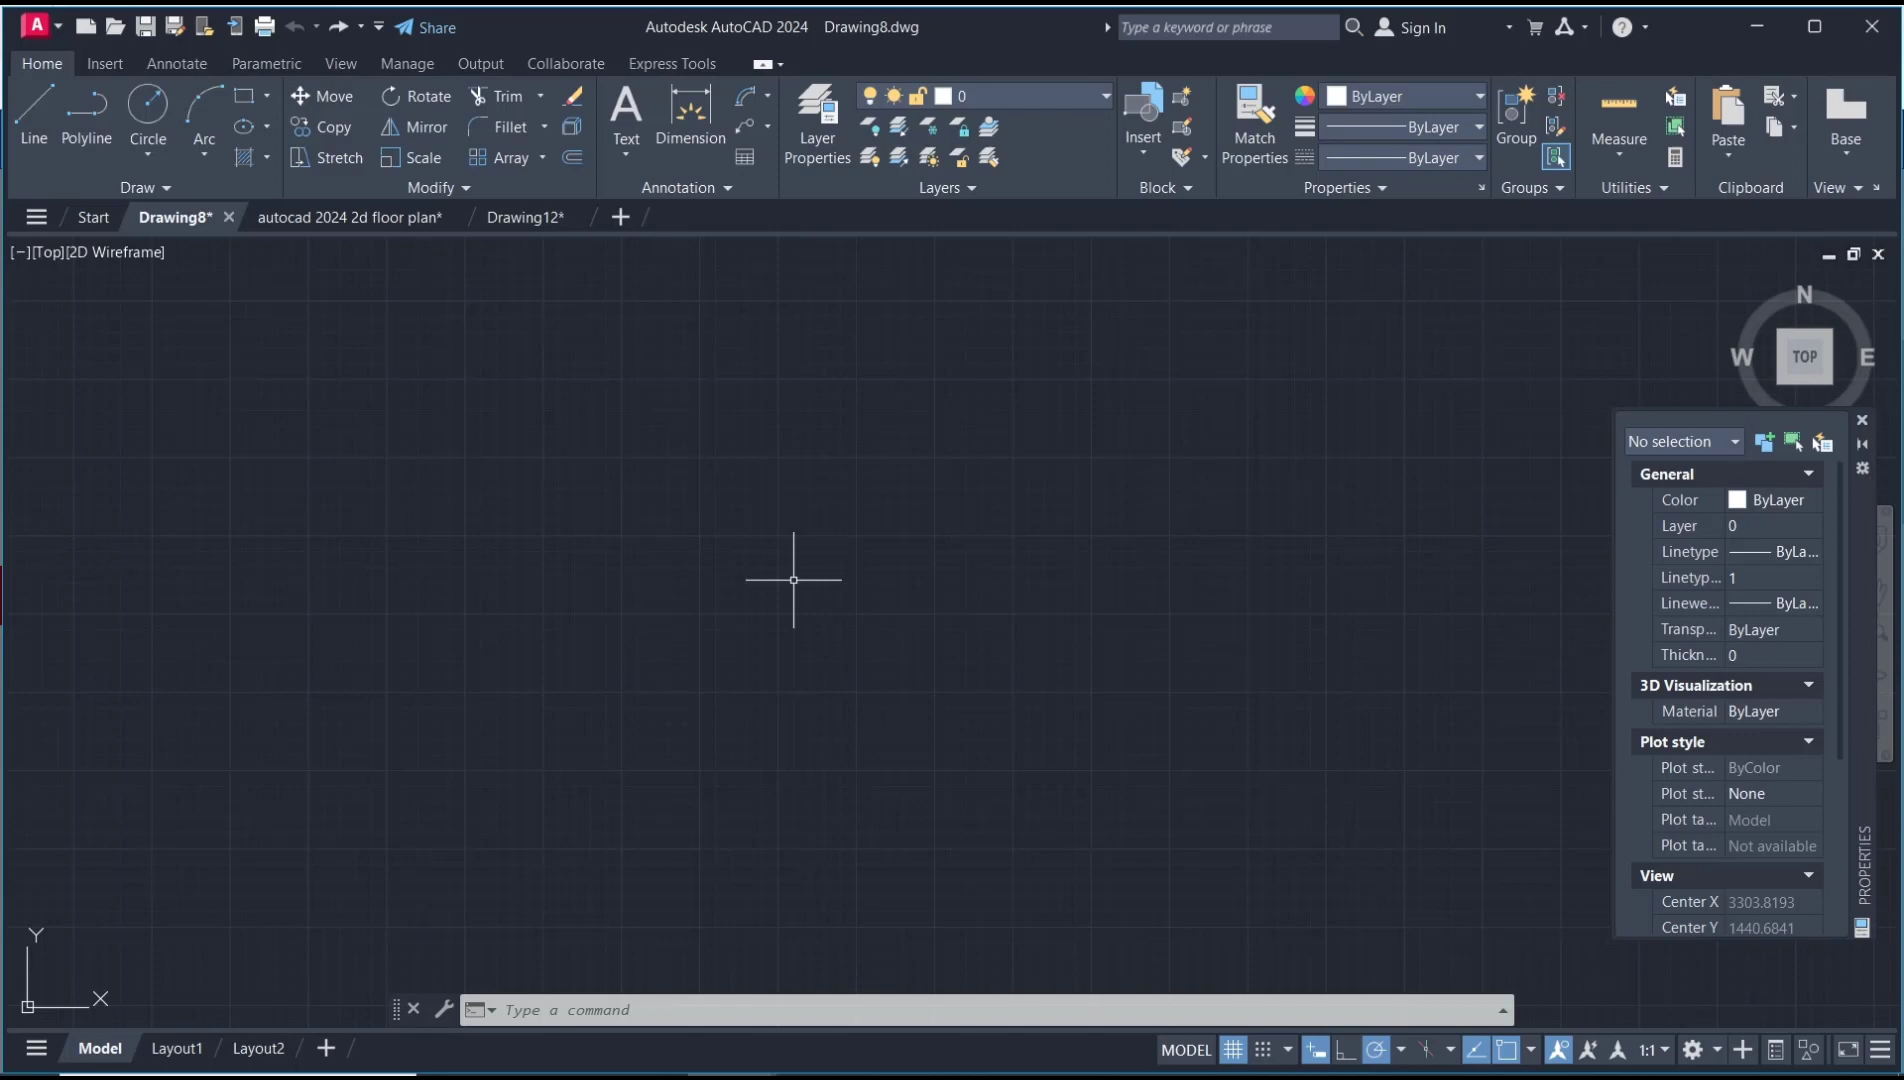 A Share Autodesk AutoCAD 2024 Drawing8.dwg Type a keyword or phrase Sign In
Home Insert Annotate Parametric View Manage Output Collaborate Express Tools
Line Polyline Circle Arc
Draw
Move Rotate Trim
Copy Mirror Fillet
Stretch Scale Array
Modify
Text Dimension
Annotation
Layer
Properties
0
Layers
Insert
Block
Match
Properties
ByLayer
ByLayer
ByLayer
Properties
Group
Groups
Measure
Utilities
Paste
Clipboard
Base
View
Start Drawing8* autocad 2024 2d floor plan* Drawing12*
[−][Top][2D Wireframe]
N
W TOP E
No selection
General
Color ByLayer
Layer 0
Linetype ByLa...
Linetyp... 1
Linewe... ByLa...
Transp... ByLayer
Thickn... 0
3D Visualization
Material ByLayer
Plot style
Plot st... ByColor
Plot st... None
Plot ta... Model
Plot ta... Not available
View
Center X 3303.8193
Center Y 1440.6841
PROPERTIES
Y
X
Type a command
Model Layout1 Layout2 MODEL 1:1